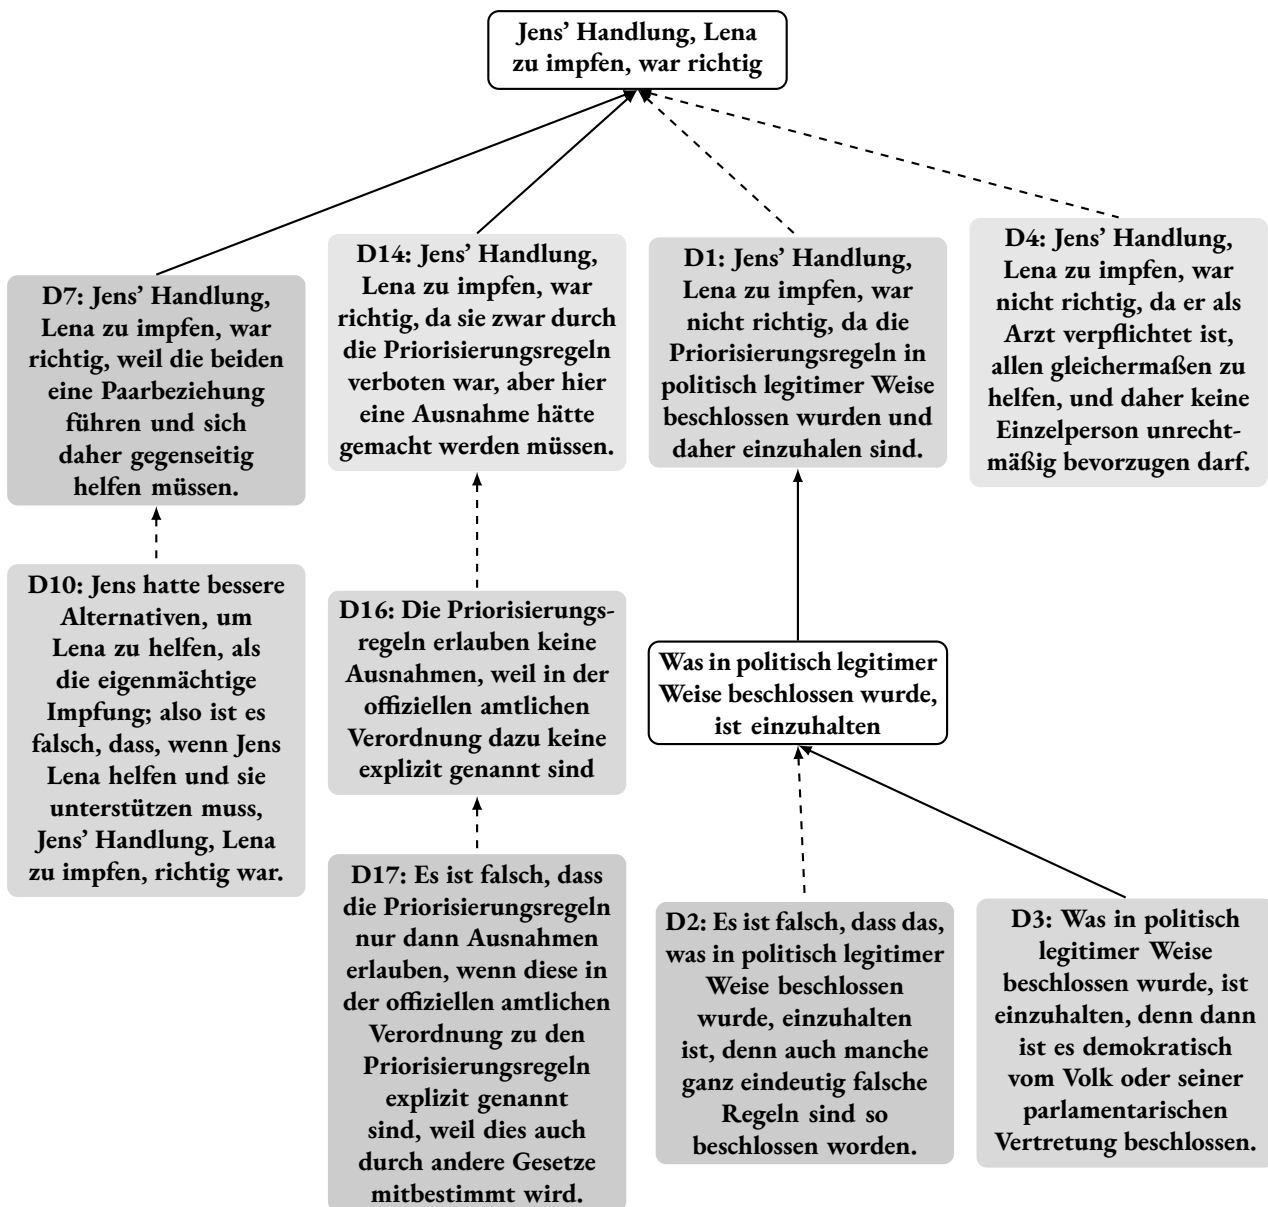 Jens’ Handlung, Lena
zu impfen, war richtig
D7: Jens’ Handlung,
Lena zu impfen, war
richtig, weil die beiden
eine Paarbeziehung
führen und sich
daher gegenseitig
helfen müssen.
D14: Jens’ Handlung,
Lena zu impfen, war
richtig, da sie zwar durch
die Priorisierungsregeln
verboten war, aber hier
eine Ausnahme hätte
gemacht werden müssen.
D1: Jens’ Handlung,
Lena zu impfen, war
nicht richtig, da die
Priorisierungsregeln in
politisch legitimer Weise
beschlossen wurden und
daher einzuhalen sind.
D4: Jens’ Handlung,
Lena zu impfen, war
nicht richtig, da er als
Arzt verpflichtet ist,
allen gleichermaßen zu
helfen, und daher keine
Einzelperson unrecht-
mäßig bevorzugen darf.
D10: Jens hatte bessere
Alternativen, um
Lena zu helfen, als
die eigenmächtige
Impfung; also ist es
falsch, dass, wenn Jens
Lena helfen und sie
unterstützen muss,
Jens’ Handlung, Lena
zu impfen, richtig war.
D16: Die Priorisierungs-
regeln erlauben keine
Ausnahmen, weil in der
offiziellen amtlichen
Verordnung dazu keine
explizit genannt sind
Was in politisch legitimer
Weise beschlossen wurde,
ist einzuhalten
D17: Es ist falsch, dass
die Priorisierungsregeln
nur dann Ausnahmen
erlauben, wenn diese in
der offiziellen amtlichen
Verordnung zu den
Priorisierungsregeln
explizit genannt
sind, weil dies auch
durch andere Gesetze
mitbestimmt wird.
D2: Es ist falsch, dass das,
was in politisch legitimer
Weise beschlossen
wurde, einzuhalten
ist, denn auch manche
ganz eindeutig falsche
Regeln sind so
beschlossen worden.
D3: Was in politisch
legitimer Weise
beschlossen wurde, ist
einzuhalten, denn dann
ist es demokratisch
vom Volk oder seiner
parlamentarischen
Vertretung beschlossen.